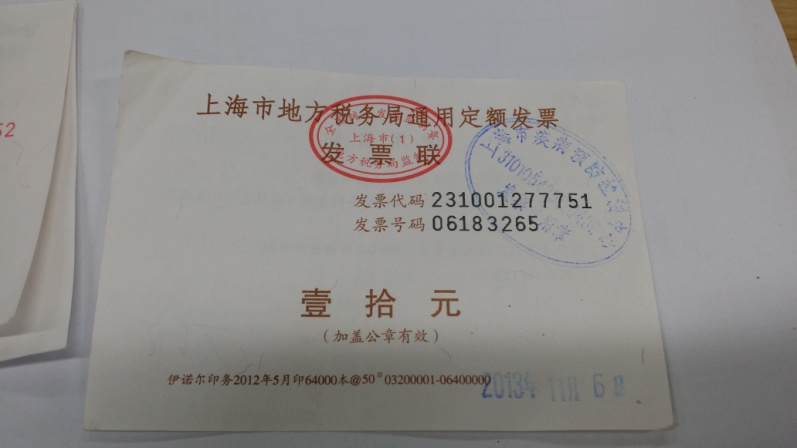 52
上海市地方税务局通用定额发票
上海市(1)
发票联
发票代码 231001277751
发票号码 06183265
壹拾元
(加盖公章有效)
伊诺尔印务2012年5月印64000本@50# 03200001-06400000
2013年11月6日